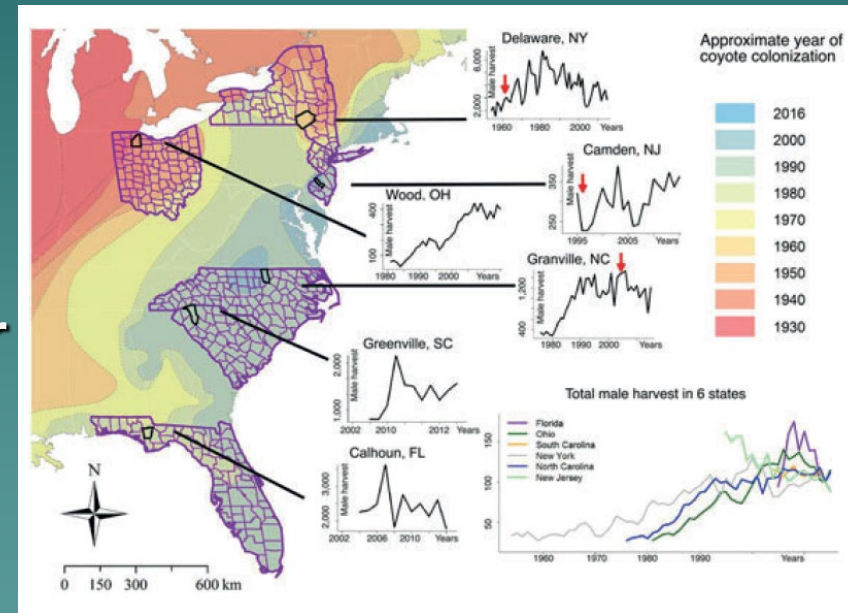 Delaware, NY
Male harvest
6,000
2,000
1960 1980 2000 Years
Camden, NJ
Male harvest
350
250
1995 2005 Years
Wood, OH
Male harvest
400
100
1980 1990 2000 Years
Granville, NC
Male harvest
1,200
400
1980 1990 2000 Years
Greenville, SC
Male harvest
2,000
1,000
2002 2010 2012 Years
Calhoun, FL
Male harvest
3,000
2,000
2002 2006 2010 Years
Approximate year of
coyote colonization
2016
2000
1990
1980
1970
1960
1950
1940
1930
Total male harvest in 6 states
Florida
Ohio
South Carolina
New York
North Carolina
New Jersey
150
100
50
1960 1970 1980 1990 Years
N
0 150 300 600 km